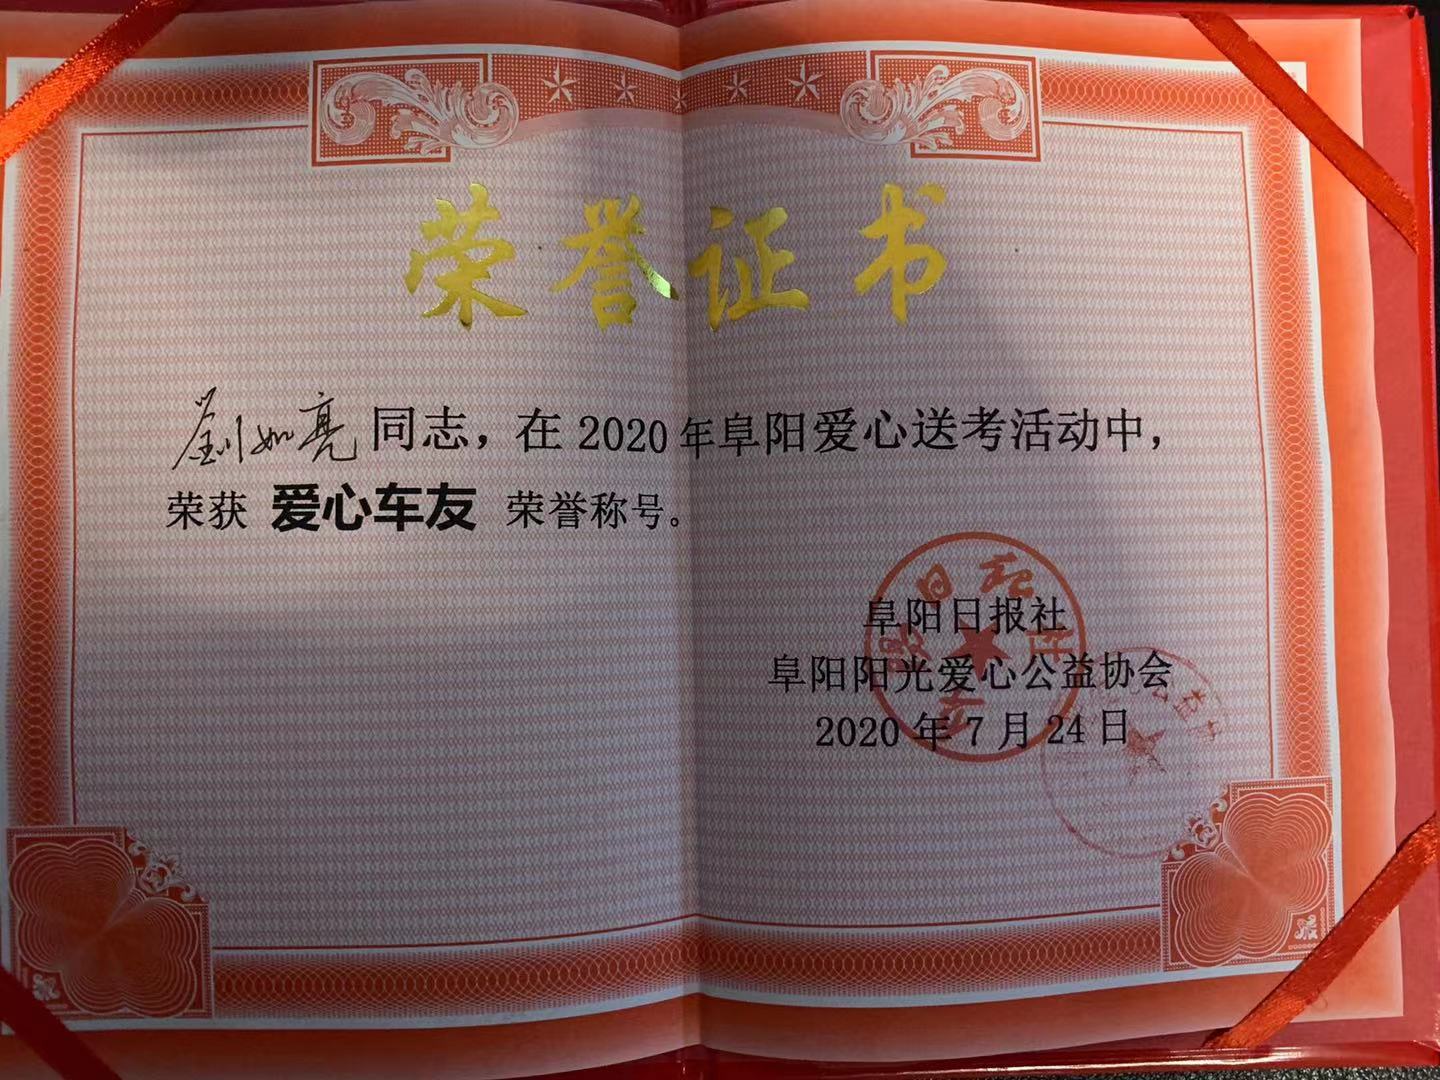 荣誉证书
劉如亮同志，在2020年阜阳爱心送考活动中，
荣获 爱心车友 荣誉称号。
阜阳日报社
阜阳阳光爱心公益协会
2020年7月24日